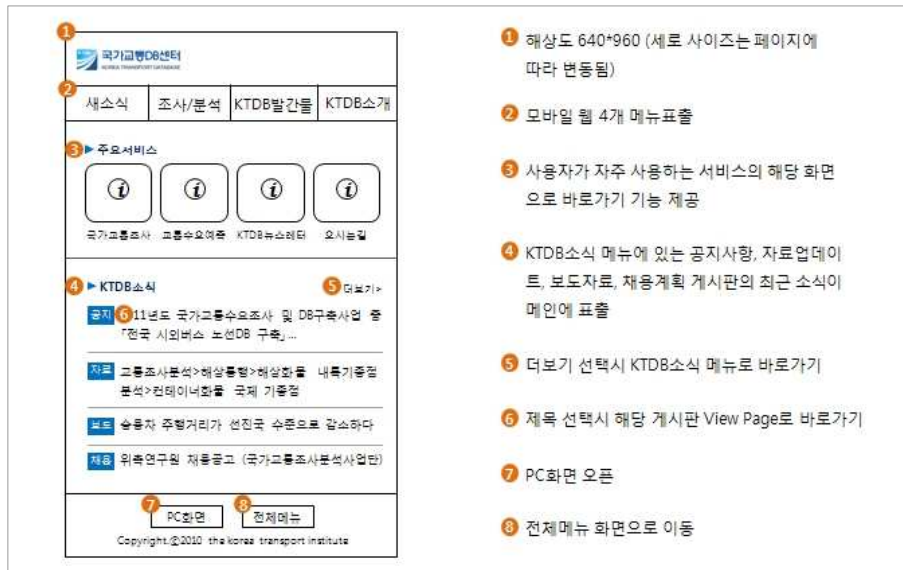 1
국가교통DB센터
KOREA TRANSPORT DATABASE
2
새소식 조사/분석 KTDB발간물 KTDB소개
3 ▶ 주요서비스
i i i i
국가교통조사 교통수요예측 KTDB뉴스레터 오시는길
4 ▶ KTDB소식 5 더보기>
공지 6 11년도 국가교통수요조사 및 DB구축사업 중
「전국 시외버스 노선DB 구축」...
자료 교통조사분석>해상통행>해상화물 내륙기종점
분석>컨테이너화물 국제 기종점
보도 승용차 주행거리가 선진국 수준으로 감소하다
채용 위촉연구원 채용공고 (국가교통조사분석사업단)
7 8
PC화면 전체메뉴
Copyright.ⓒ2010 the korea transport institute
1 해상도 640*960 (세로 사이즈는 페이지에
따라 변동됨)
2 모바일 웹 4개 메뉴표출
3 사용자가 자주 사용하는 서비스의 해당 화면
으로 바로가기 기능 제공
4 KTDB소식 메뉴에 있는 공지사항, 자료업데이
트, 보도자료, 채용계획 게시판의 최근 소식이
메인에 표출
5 더보기 선택시 KTDB소식 메뉴로 바로가기
6 제목 선택시 해당 게시판 View Page로 바로가기
7 PC화면 오픈
8 전체메뉴 화면으로 이동